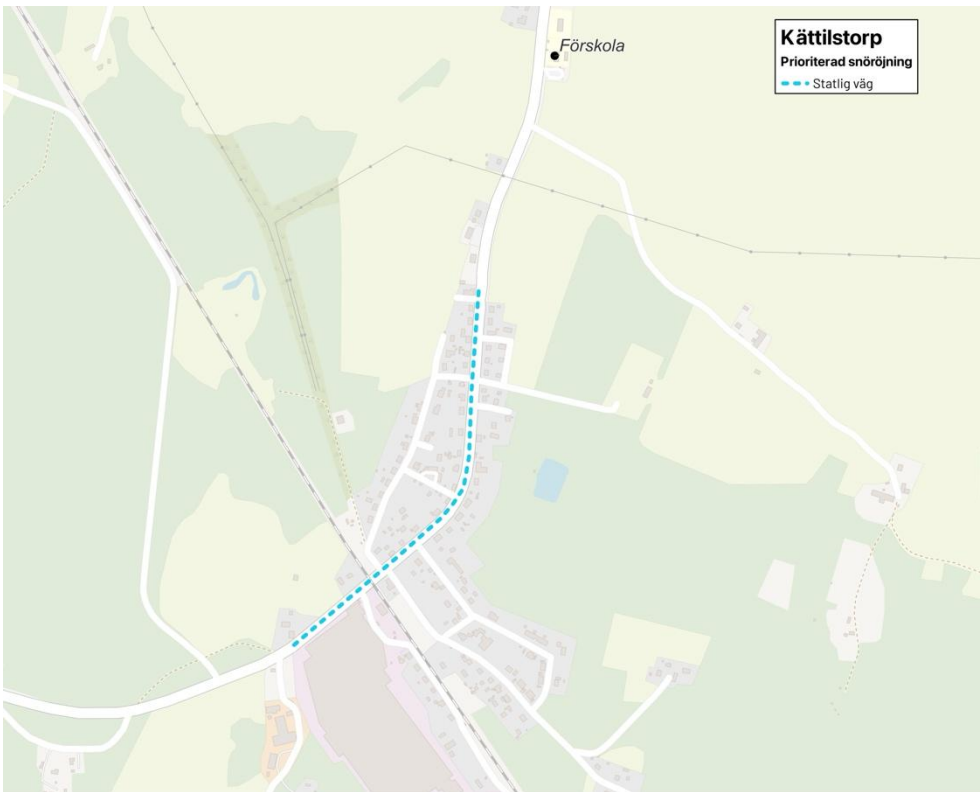 Förskola
Kättilstorp
Prioriterad snöröjning
Statlig väg